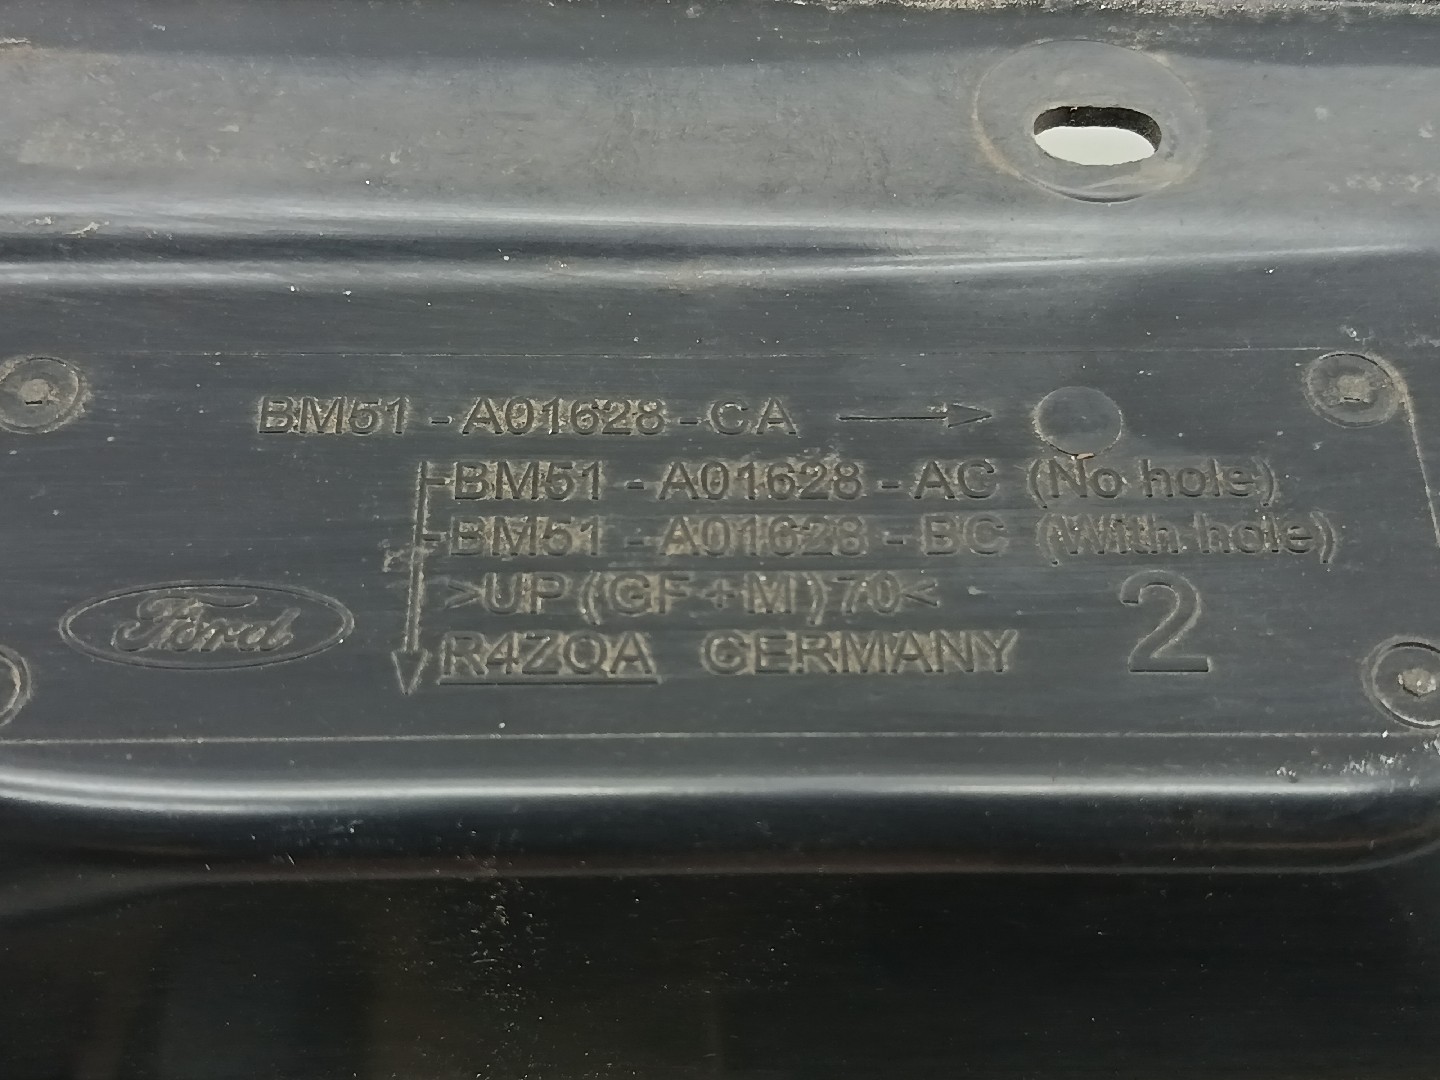 BM51-A01628-CA
BM51-A01628-AC (No hole)
BM51-A01628-BC (With hole)
>UP(GF+M)70<
R4ZQA GERMANY
2
Ford